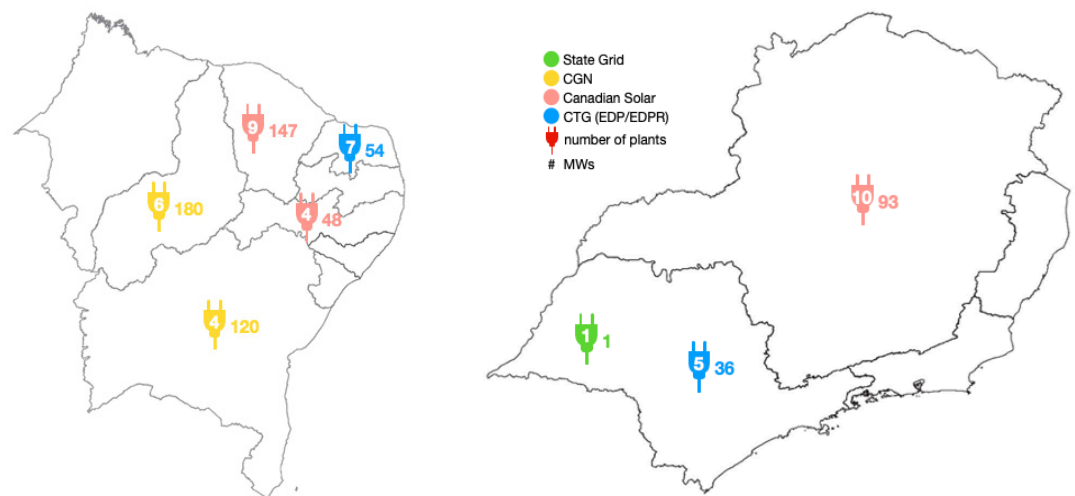 State Grid
CGN
Canadian Solar
CTG (EDP/EDPR)
number of plants
# MWs
9 147
7 54
6 180
4 48
4 120
10 93
1 1
5 36